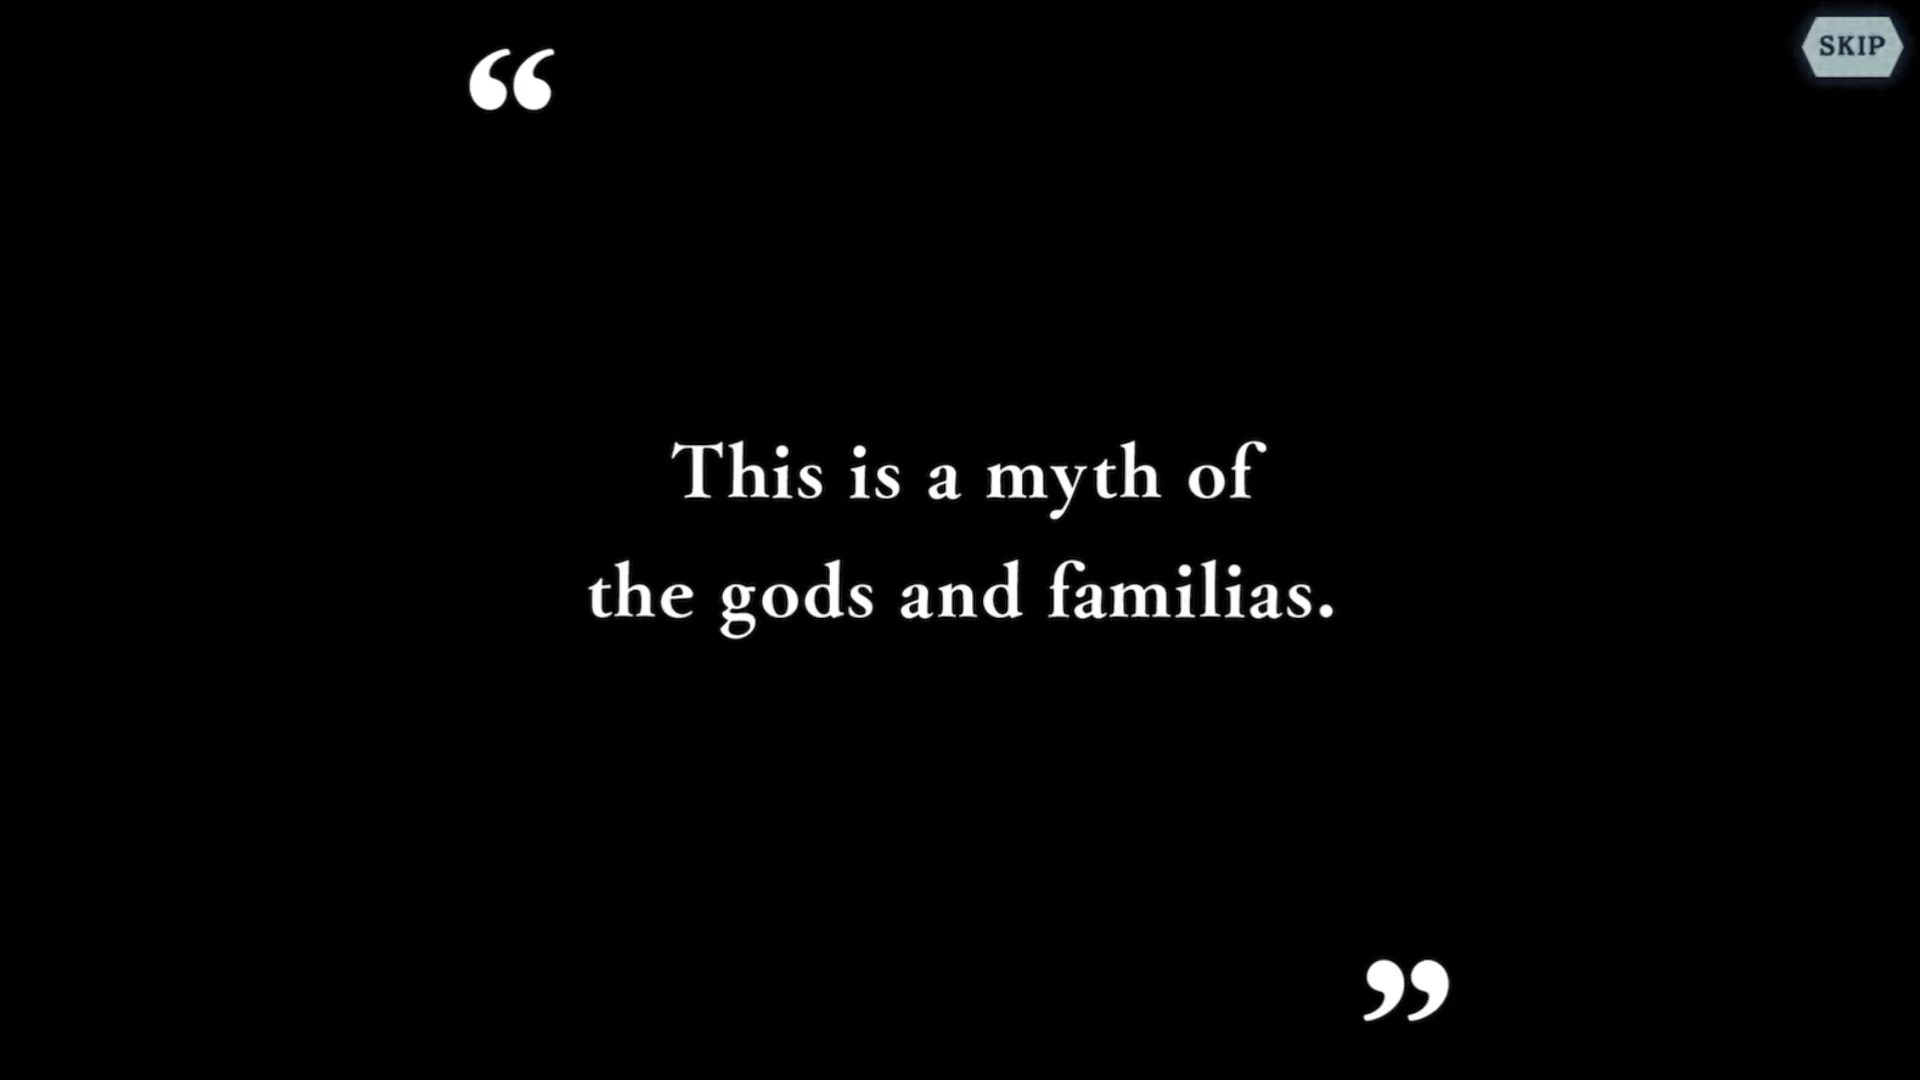 SKIP
“
This is a myth of
the gods and familias.
”